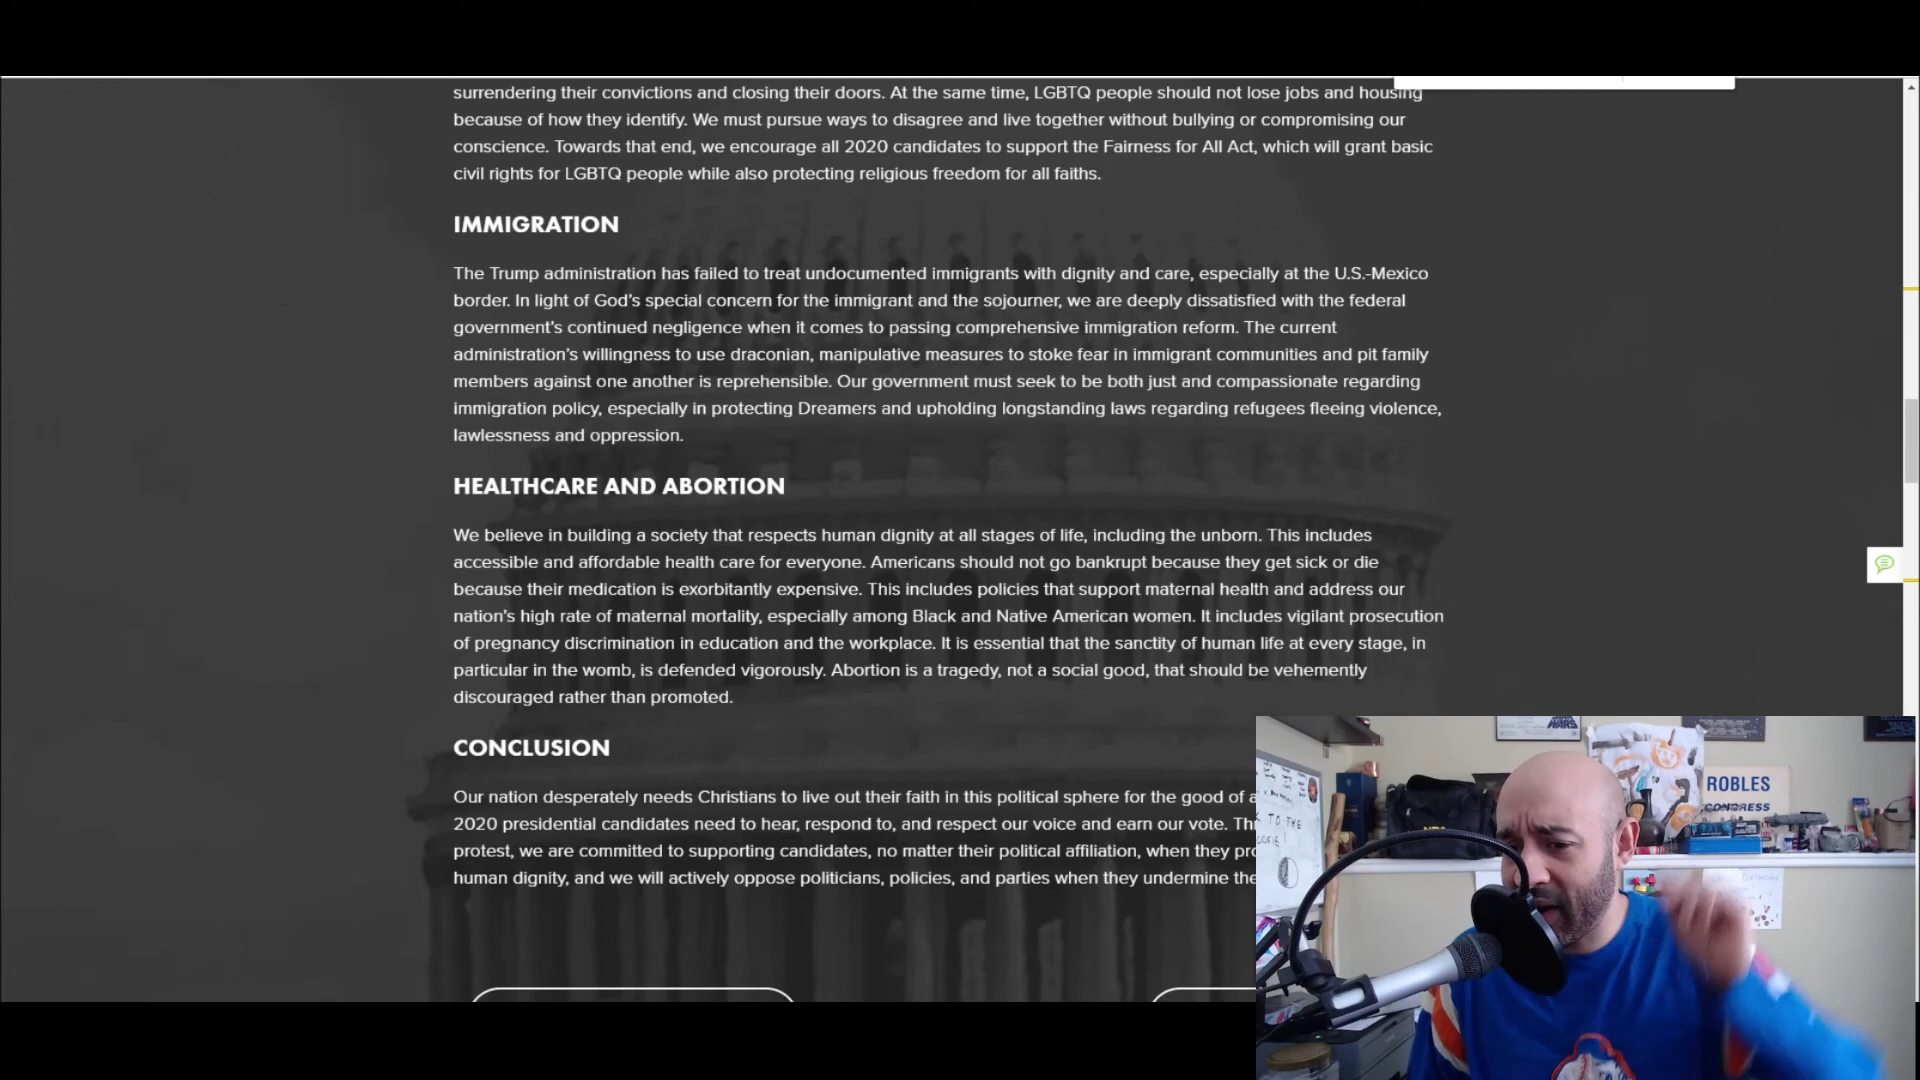 surrendering their convictions and closing their doors. At the same time, LGBTQ people should not lose jobs and housing
because of how they identify. We must pursue ways to disagree and live together without bullying or compromising our
conscience. Towards that end, we encourage all 2020 candidates to support the Fairness for All Act, which will grant basic
civil rights for LGBTQ people while also protecting religious freedom for all faiths.
IMMIGRATION
The Trump administration has failed to treat undocumented immigrants with dignity and care, especially at the U.S.-Mexico
border. In light of God's special concern for the immigrant and the sojourner, we are deeply dissatisfied with the federal
government's continued negligence when it comes to passing comprehensive immigration reform. The current
administration's willingness to use draconian, manipulative measures to stoke fear in immigrant communities and pit family
members against one another is reprehensible. Our government must seek to be both just and compassionate regarding
immigration policy, especially in protecting Dreamers and upholding longstanding laws regarding refugees fleeing violence,
lawlessness and oppression.
HEALTHCARE AND ABORTION
We believe in building a society that respects human dignity at all stages of life, including the unborn. This includes
accessible and affordable health care for everyone. Americans should not go bankrupt because they get sick or die
because their medication is exorbitantly expensive. This includes policies that support maternal health and address our
nation's high rate of maternal mortality, especially among Black and Native American women. It includes vigilant prosecution
of pregnancy discrimination in education and the workplace. It is essential that the sanctity of human life at every stage, in
particular in the womb, is defended vigorously. Abortion is a tragedy, not a social good, that should be vehemently
discouraged rather than promoted.
CONCLUSION
Our nation desperately needs Christians to live out their faith in this political sphere for the good of a
2020 presidential candidates need to hear, respond to, and respect our voice and earn our vote. Th
protest, we are committed to supporting candidates, no matter their political affiliation, when they pro
human dignity, and we will actively oppose politicians, policies, and parties when they undermine the
WARS
ROBLES
CONGRESS
TO THE